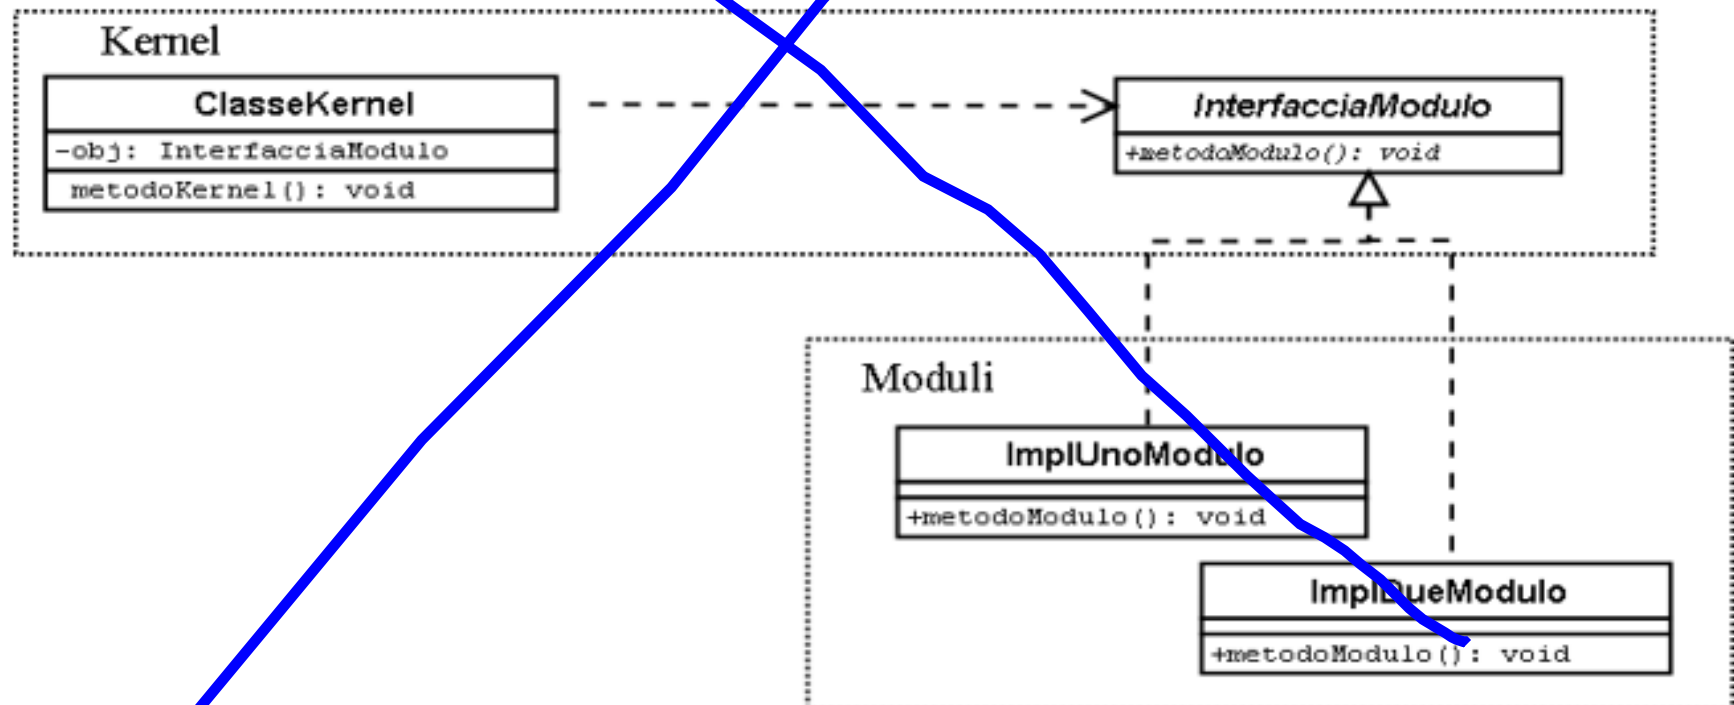 Kernel
ClasseKernel
-obj: InterfacciaModulo
metodoKernel(): void
InterfacciaModulo
+metodoModulo(): void
Moduli
ImplUnoModulo
+metodoModulo(): void
ImplDueModulo
+metodoModulo(): void